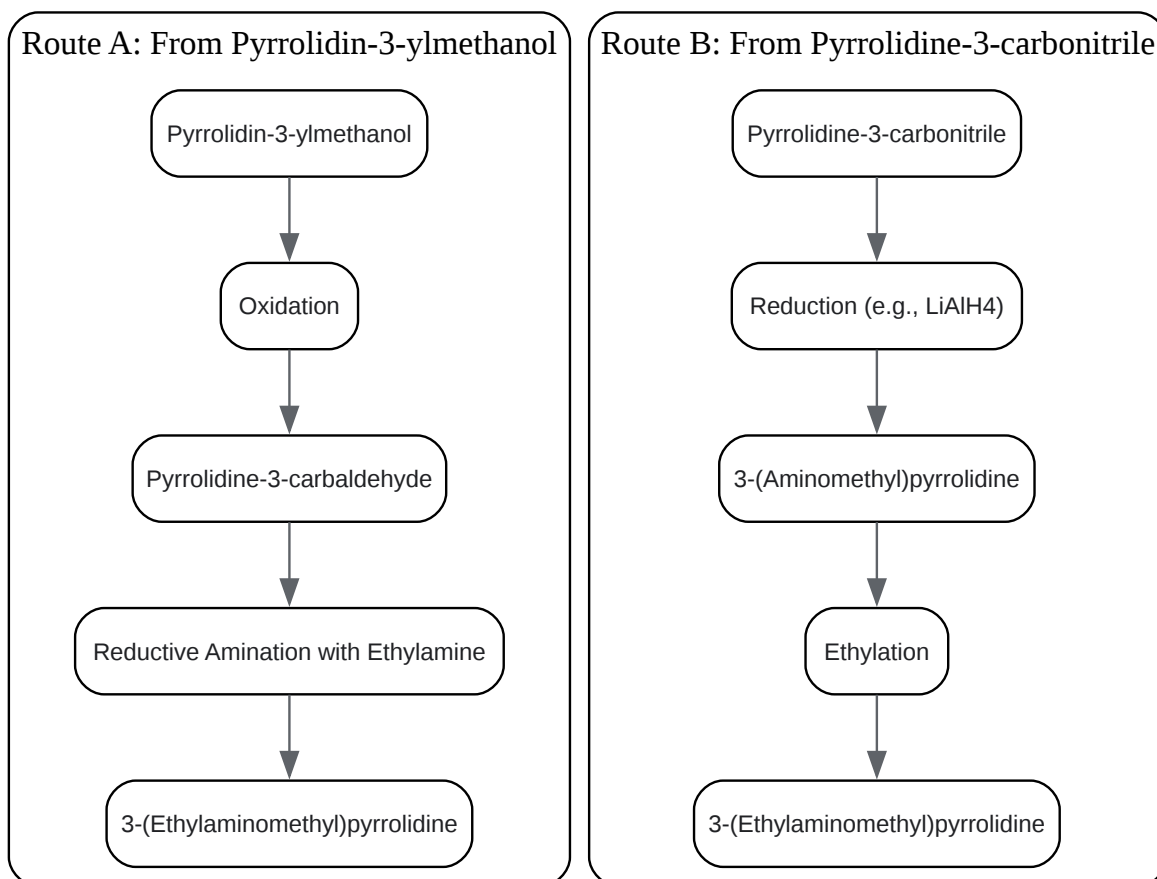 Route A: From Pyrrolidin-3-ylmethanol
Pyrrolidin-3-ylmethanol
Oxidation
Pyrrolidine-3-carbaldehyde
Reductive Amination with Ethylamine
3-(Ethylaminomethyl)pyrrolidine
Route B: From Pyrrolidine-3-carbonitrile
Pyrrolidine-3-carbonitrile
Reduction (e.g., LiAlH4)
3-(Aminomethyl)pyrrolidine
Ethylation
3-(Ethylaminomethyl)pyrrolidine